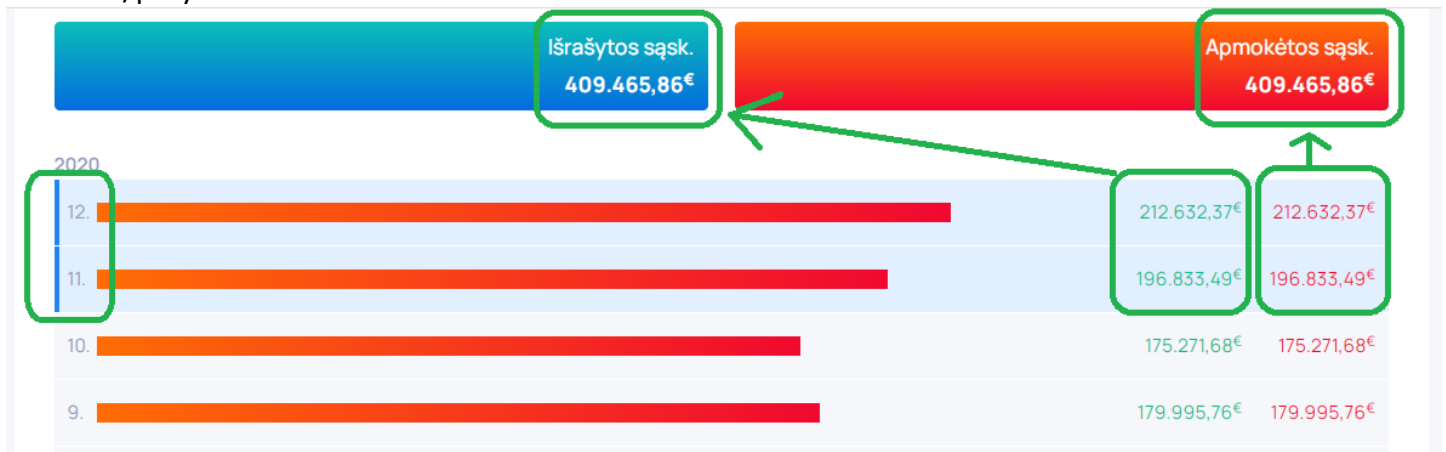 Išrašytos sąsk.
409.465,86€
Apmokėtos sąsk.
409.465,86€
2020
12. 212.632,37€ 212.632,37€
11. 196.833,49€ 196.833,49€
10. 175.271,68€ 175.271,68€
9. 179.995,76€ 179.995,76€